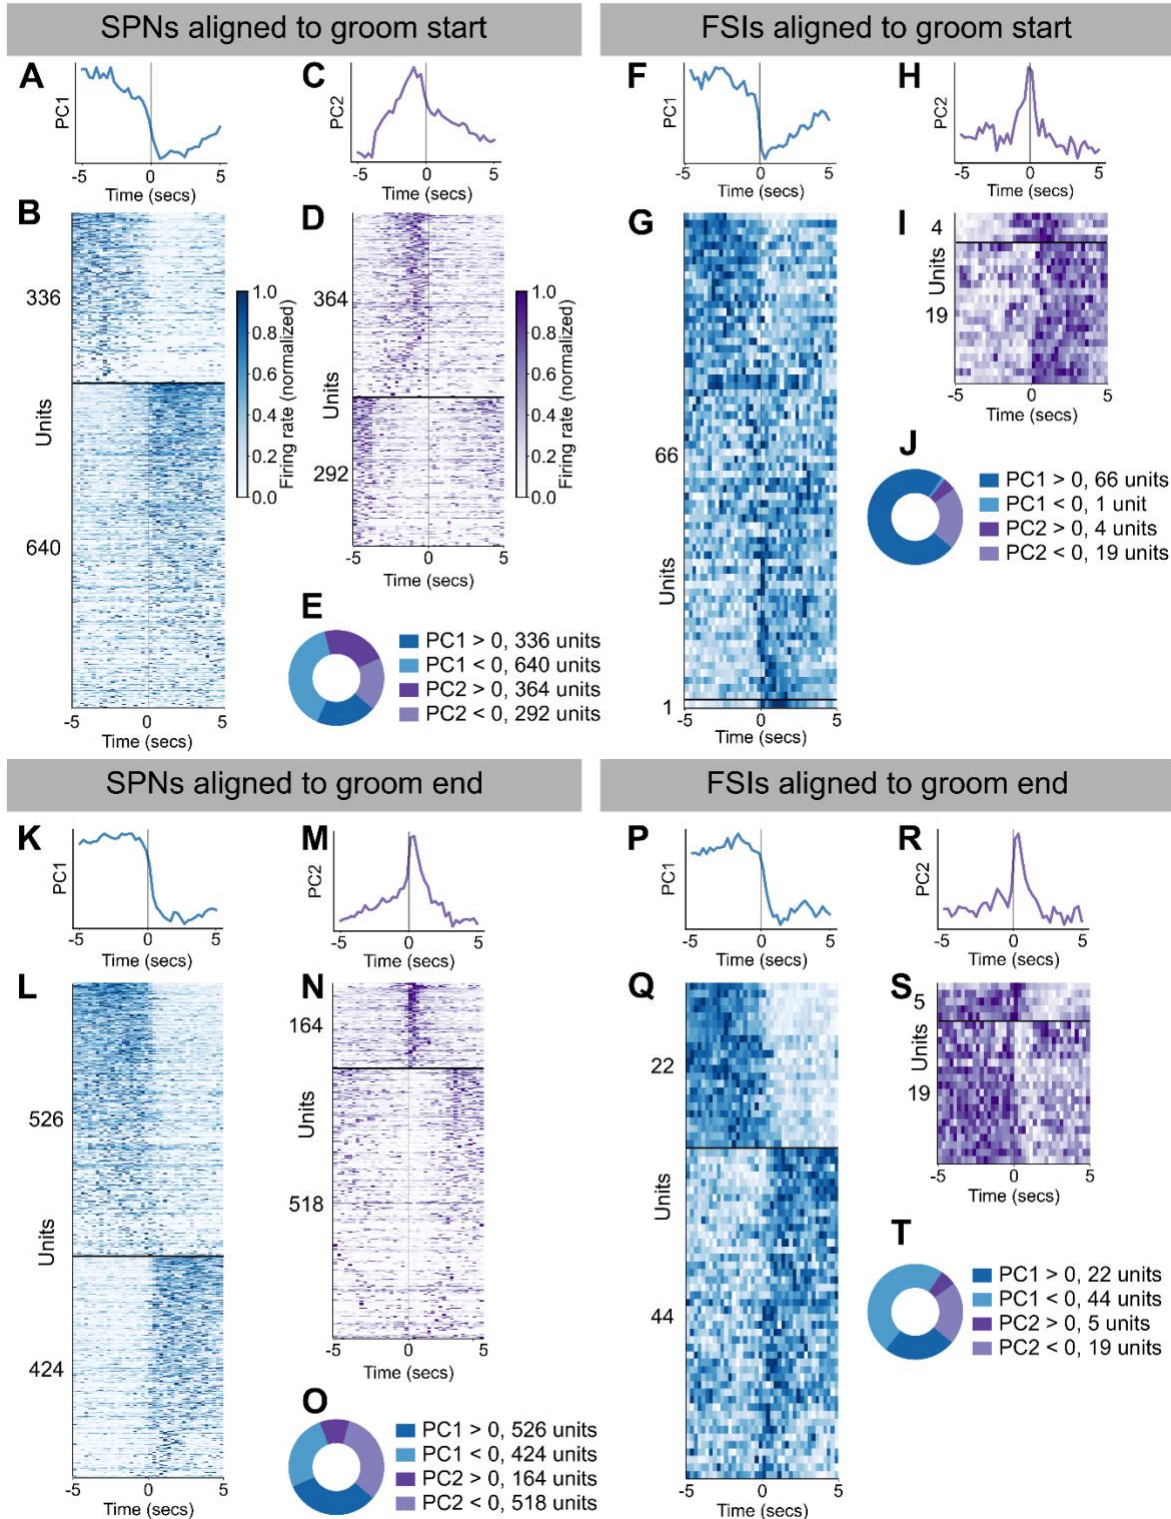 SPNs aligned to groom start
FSIs aligned to groom start
A
PC1
-5 0 5
Time (secs)
C
PC2
-5 0 5
Time (secs)
F
PC1
-5 0 5
Time (secs)
H
PC2
-5 0 5
Time (secs)
B
336
Units
640
-5 0 5
Time (secs)
1.0
0.8
0.6
0.4
0.2
0.0
Firing rate (normalized)
D
364
Units
292
-5 0 5
Time (secs)
1.0
0.8
0.6
0.4
0.2
0.0
Firing rate (normalized)
E
PC1 > 0, 336 units
PC1 < 0, 640 units
PC2 > 0, 364 units
PC2 < 0, 292 units
G
66
Units
1
-5 0 5
Time (secs)
I
4
Units
19
-5 0 5
Time (secs)
J
PC1 > 0, 66 units
PC1 < 0, 1 unit
PC2 > 0, 4 units
PC2 < 0, 19 units
SPNs aligned to groom end
FSIs aligned to groom end
K
PC1
-5 0 5
Time (secs)
M
PC2
-5 0 5
Time (secs)
P
PC1
-5 0 5
Time (secs)
R
PC2
-5 0 5
Time (secs)
L
526
Units
424
-5 0 5
Time (secs)
N
164
Units
518
-5 0 5
Time (secs)
O
PC1 > 0, 526 units
PC1 < 0, 424 units
PC2 > 0, 164 units
PC2 < 0, 518 units
Q
22
Units
44
-5 0 5
Time (secs)
S
5
Units
19
-5 0 5
Time (secs)
T
PC1 > 0, 22 units
PC1 < 0, 44 units
PC2 > 0, 5 units
PC2 < 0, 19 units